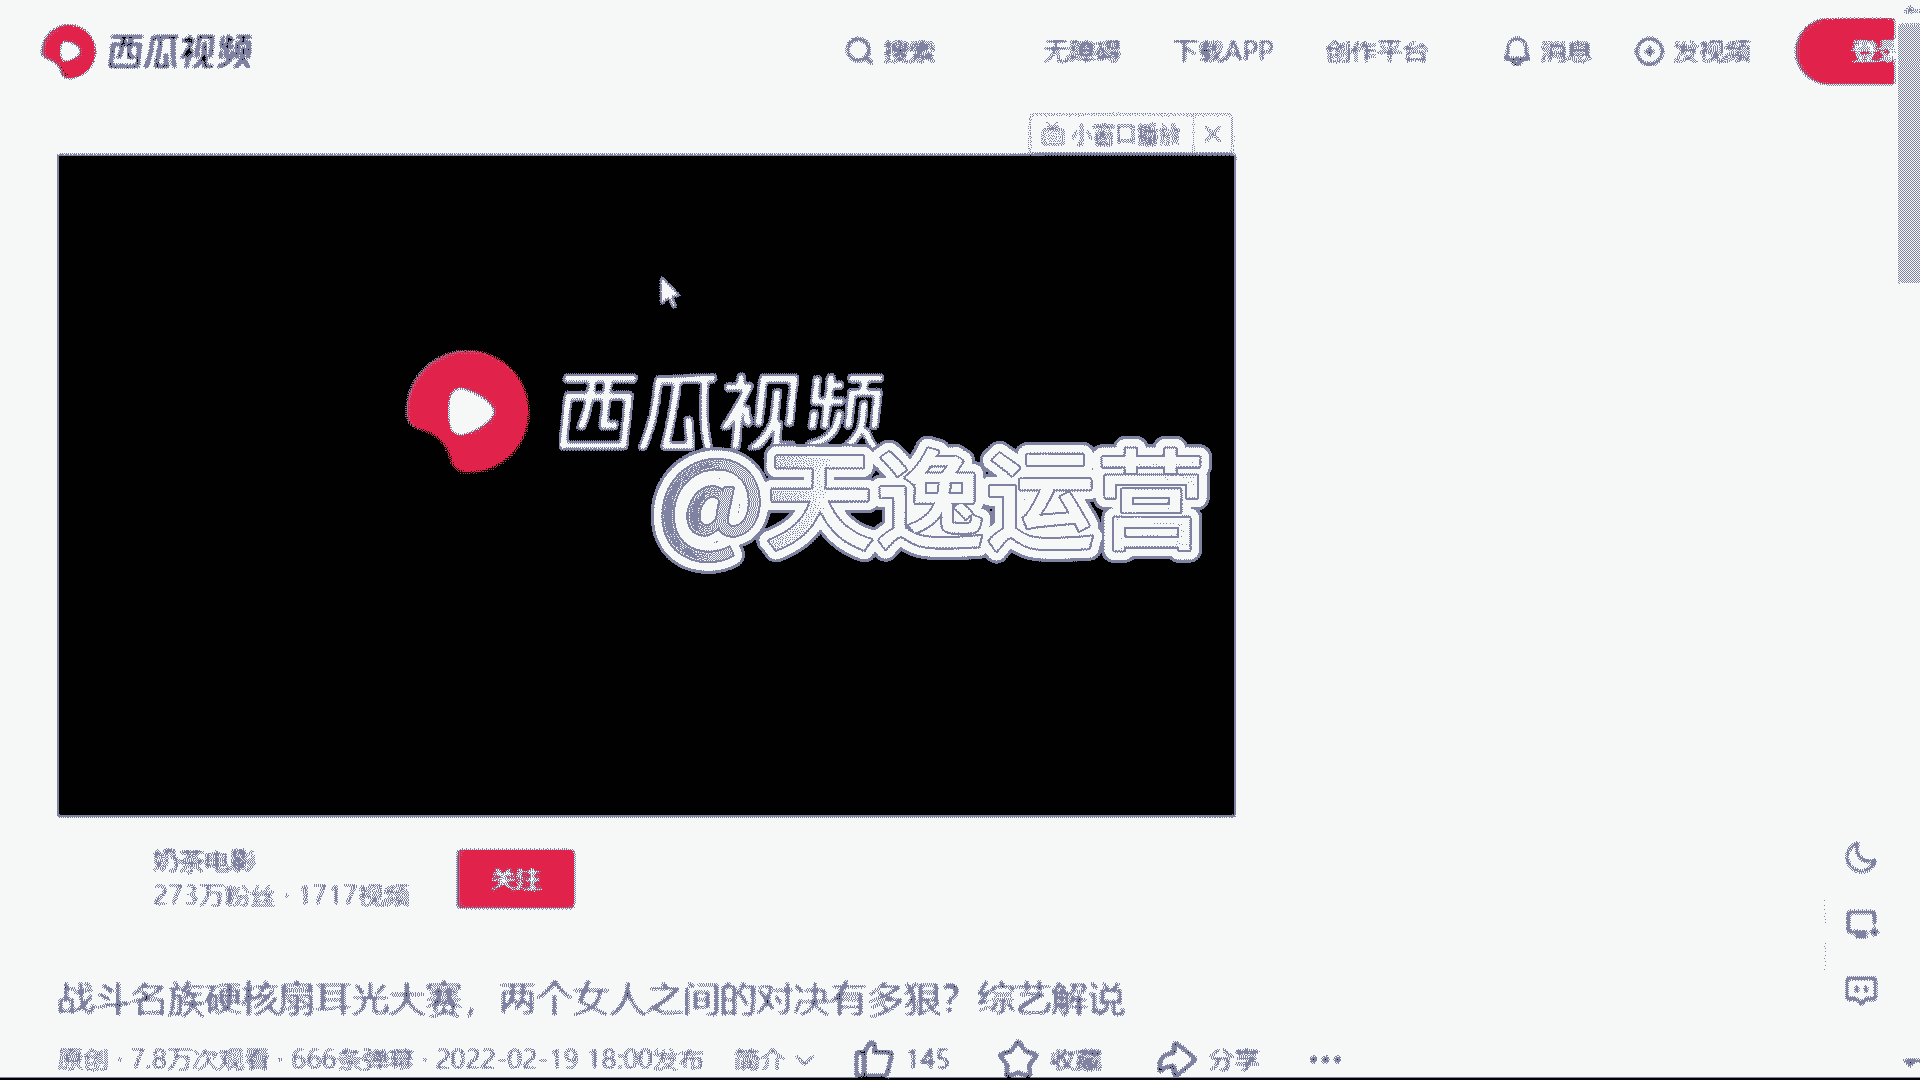 西瓜视频
搜索
无障碍
下载APP
创作平台
消息
发视频
小窗口播放
西瓜视频
@天逸运营
奶茶电影
273万粉丝 · 1717视频
关注
战斗名族硬核扇耳光大赛，两个女人之间的对决有多狠？综艺解说
原创 · 7.8万次观看 · 666条弹幕 · 2022-02-19 18:00发布 简介
145
收藏
分享